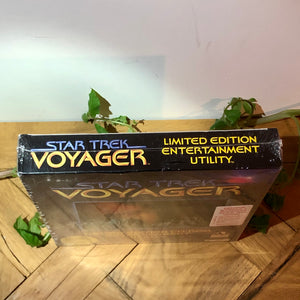 STAR TREK
VOYAGER
LIMITED EDITION
ENTERTAINMENT
UTILITY.
STAR TREK
VOYAGER